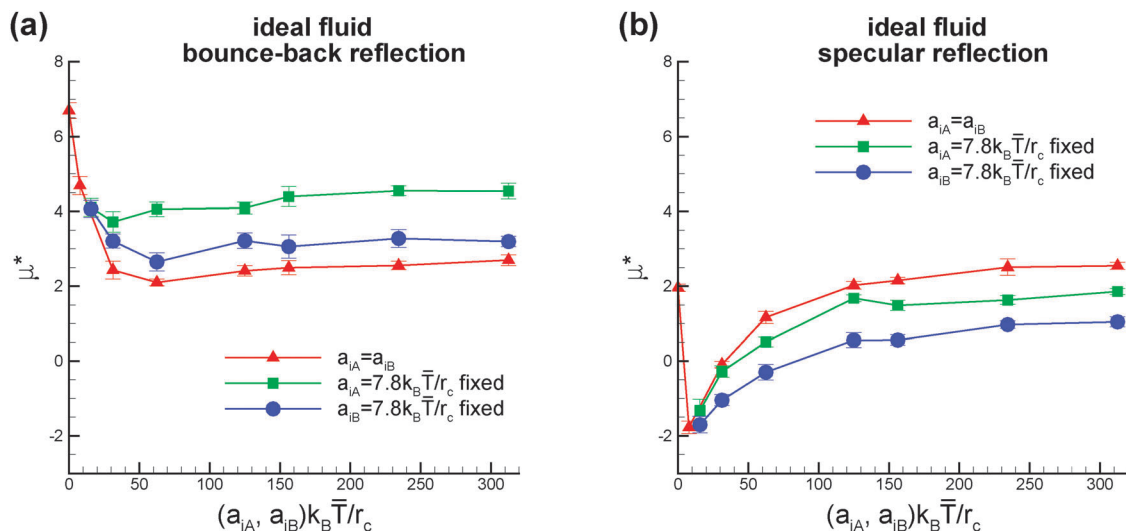 (a)
ideal fluid
bounce-back reflection
8
6
4
2
0
-2
μ*
a_iA=a_iB
a_iA=7.8k_BT̅/r_c fixed
a_iB=7.8k_BT̅/r_c fixed
0 50 100 150 200 250 300
(a_iA, a_iB)k_BT̅/r_c
(b)
ideal fluid
specular reflection
8
6
4
2
0
-2
μ*
a_iA=a_iB
a_iA=7.8k_BT̅/r_c fixed
a_iB=7.8k_BT̅/r_c fixed
0 50 100 150 200 250 300
(a_iA, a_iB)k_BT̅/r_c